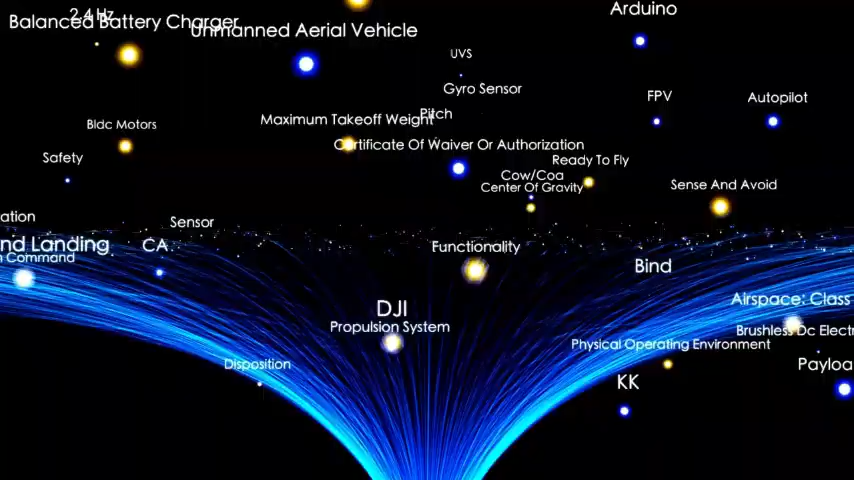 2.4 Hz
Balanced Battery Charger
Unmanned Aerial Vehicle
Arduino
UVS
Gyro Sensor
FPV
Autopilot
Pitch
Maximum Takeoff Weight
Bldc Motors
Certificate Of Waiver Or Authorization
Safety
Ready To Fly
Cow/Coa
Center Of Gravity
Sense And Avoid
ation
Sensor
nd Landing
CA
Functionality
Command
Bind
Airspace: Class
DJI
Propulsion System
Brushless Dc Electr
Physical Operating Environment
Disposition
Payloa
KK